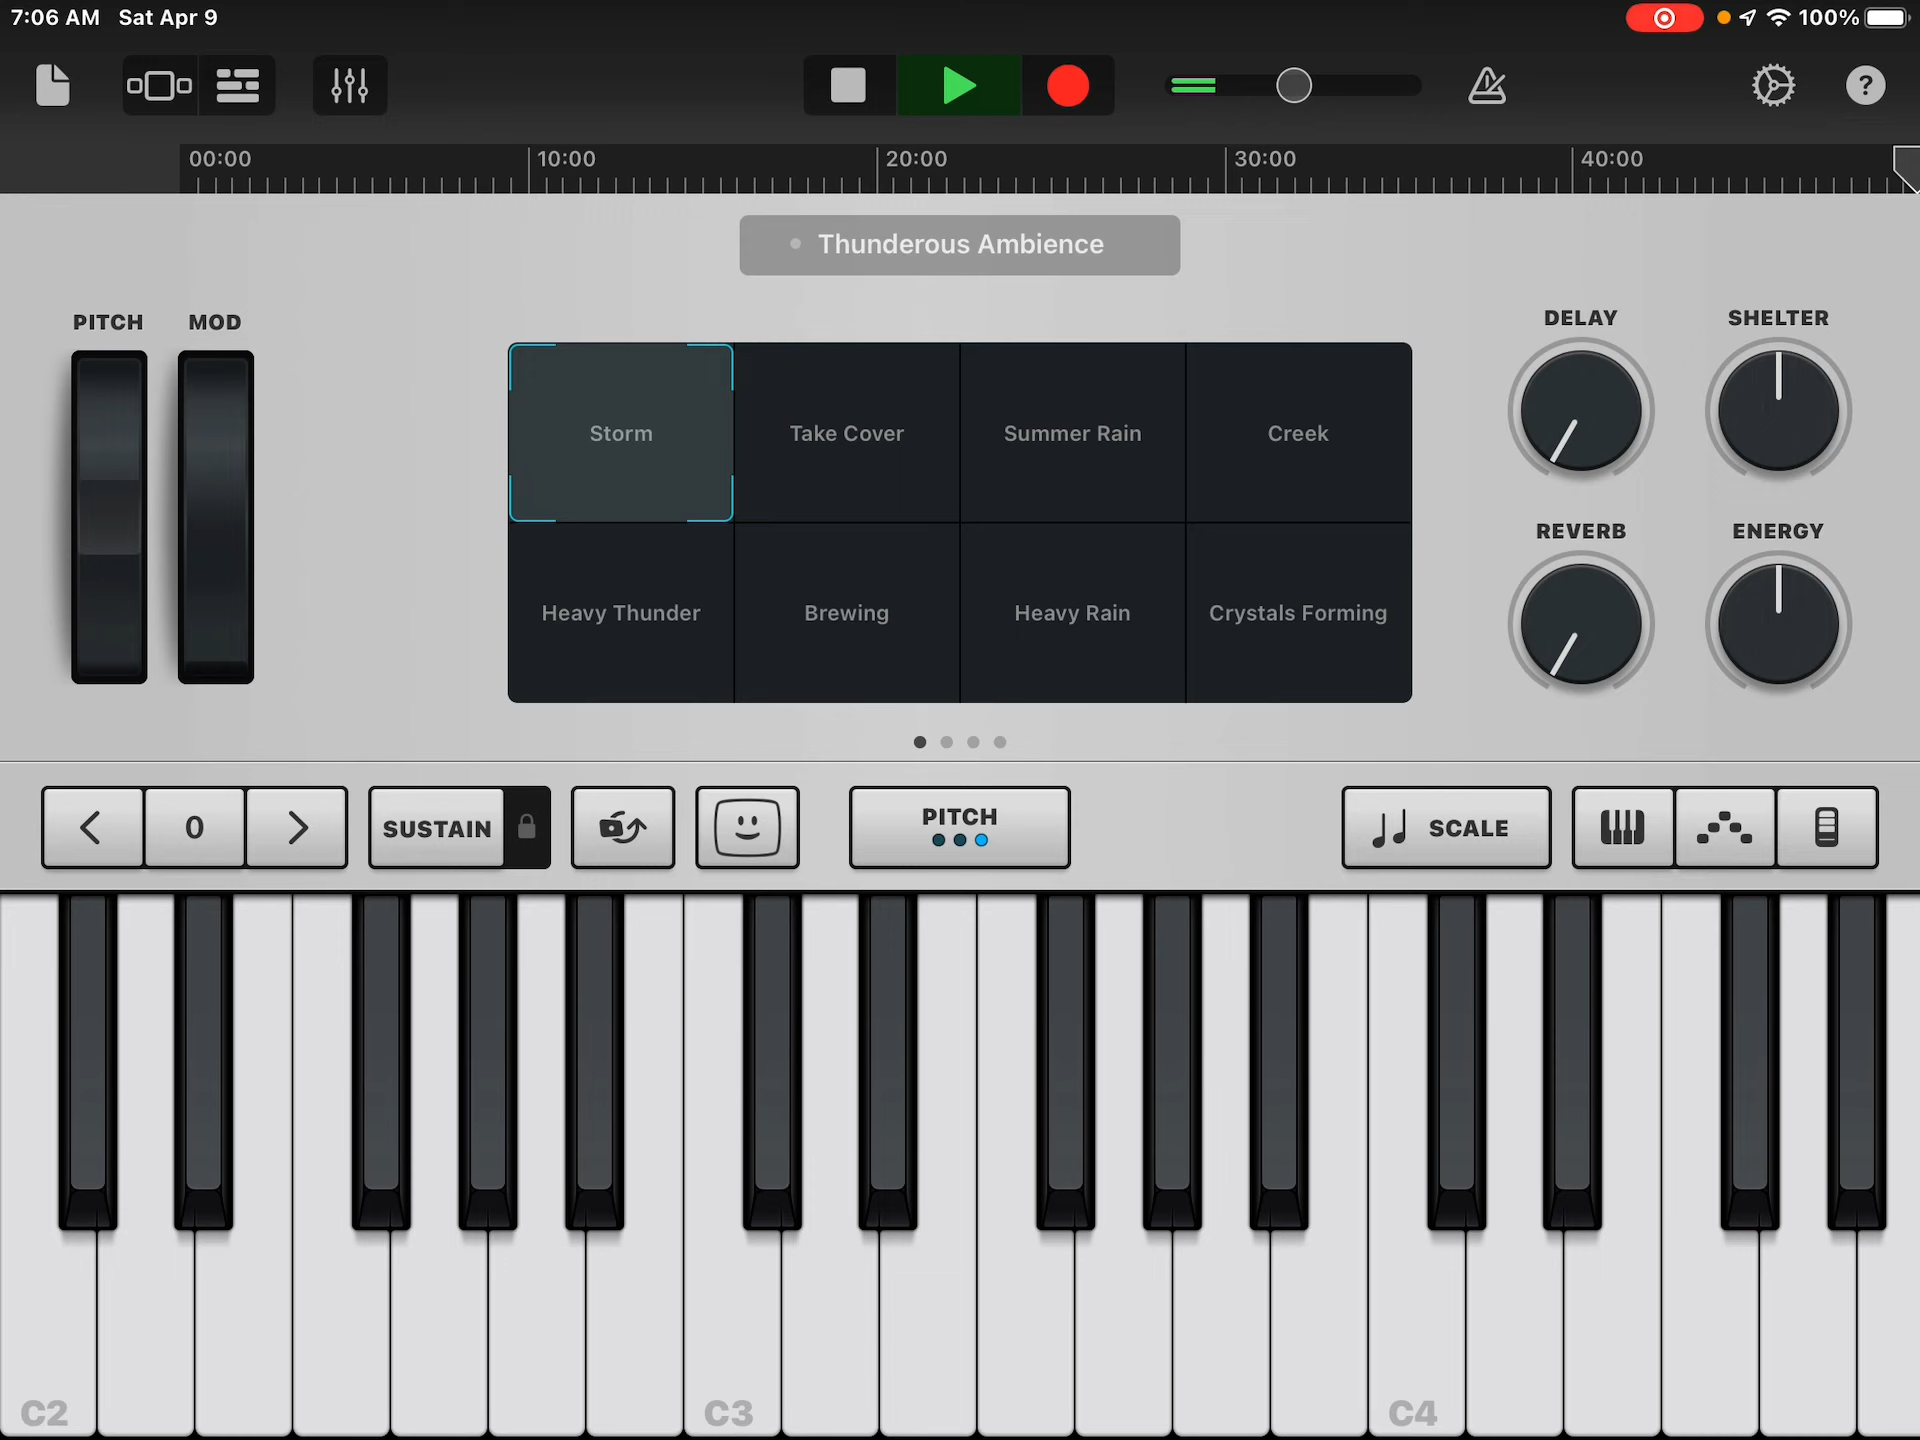 7:06 AM Sat Apr 9 100%
?
00:00 10:00 20:00 30:00 40:00
Thunderous Ambience
PITCH MOD
DELAY SHELTER
Storm Take Cover Summer Rain Creek
REVERB ENERGY
Heavy Thunder Brewing Heavy Rain Crystals Forming
< 0 > SUSTAIN PITCH SCALE
C2 C3 C4